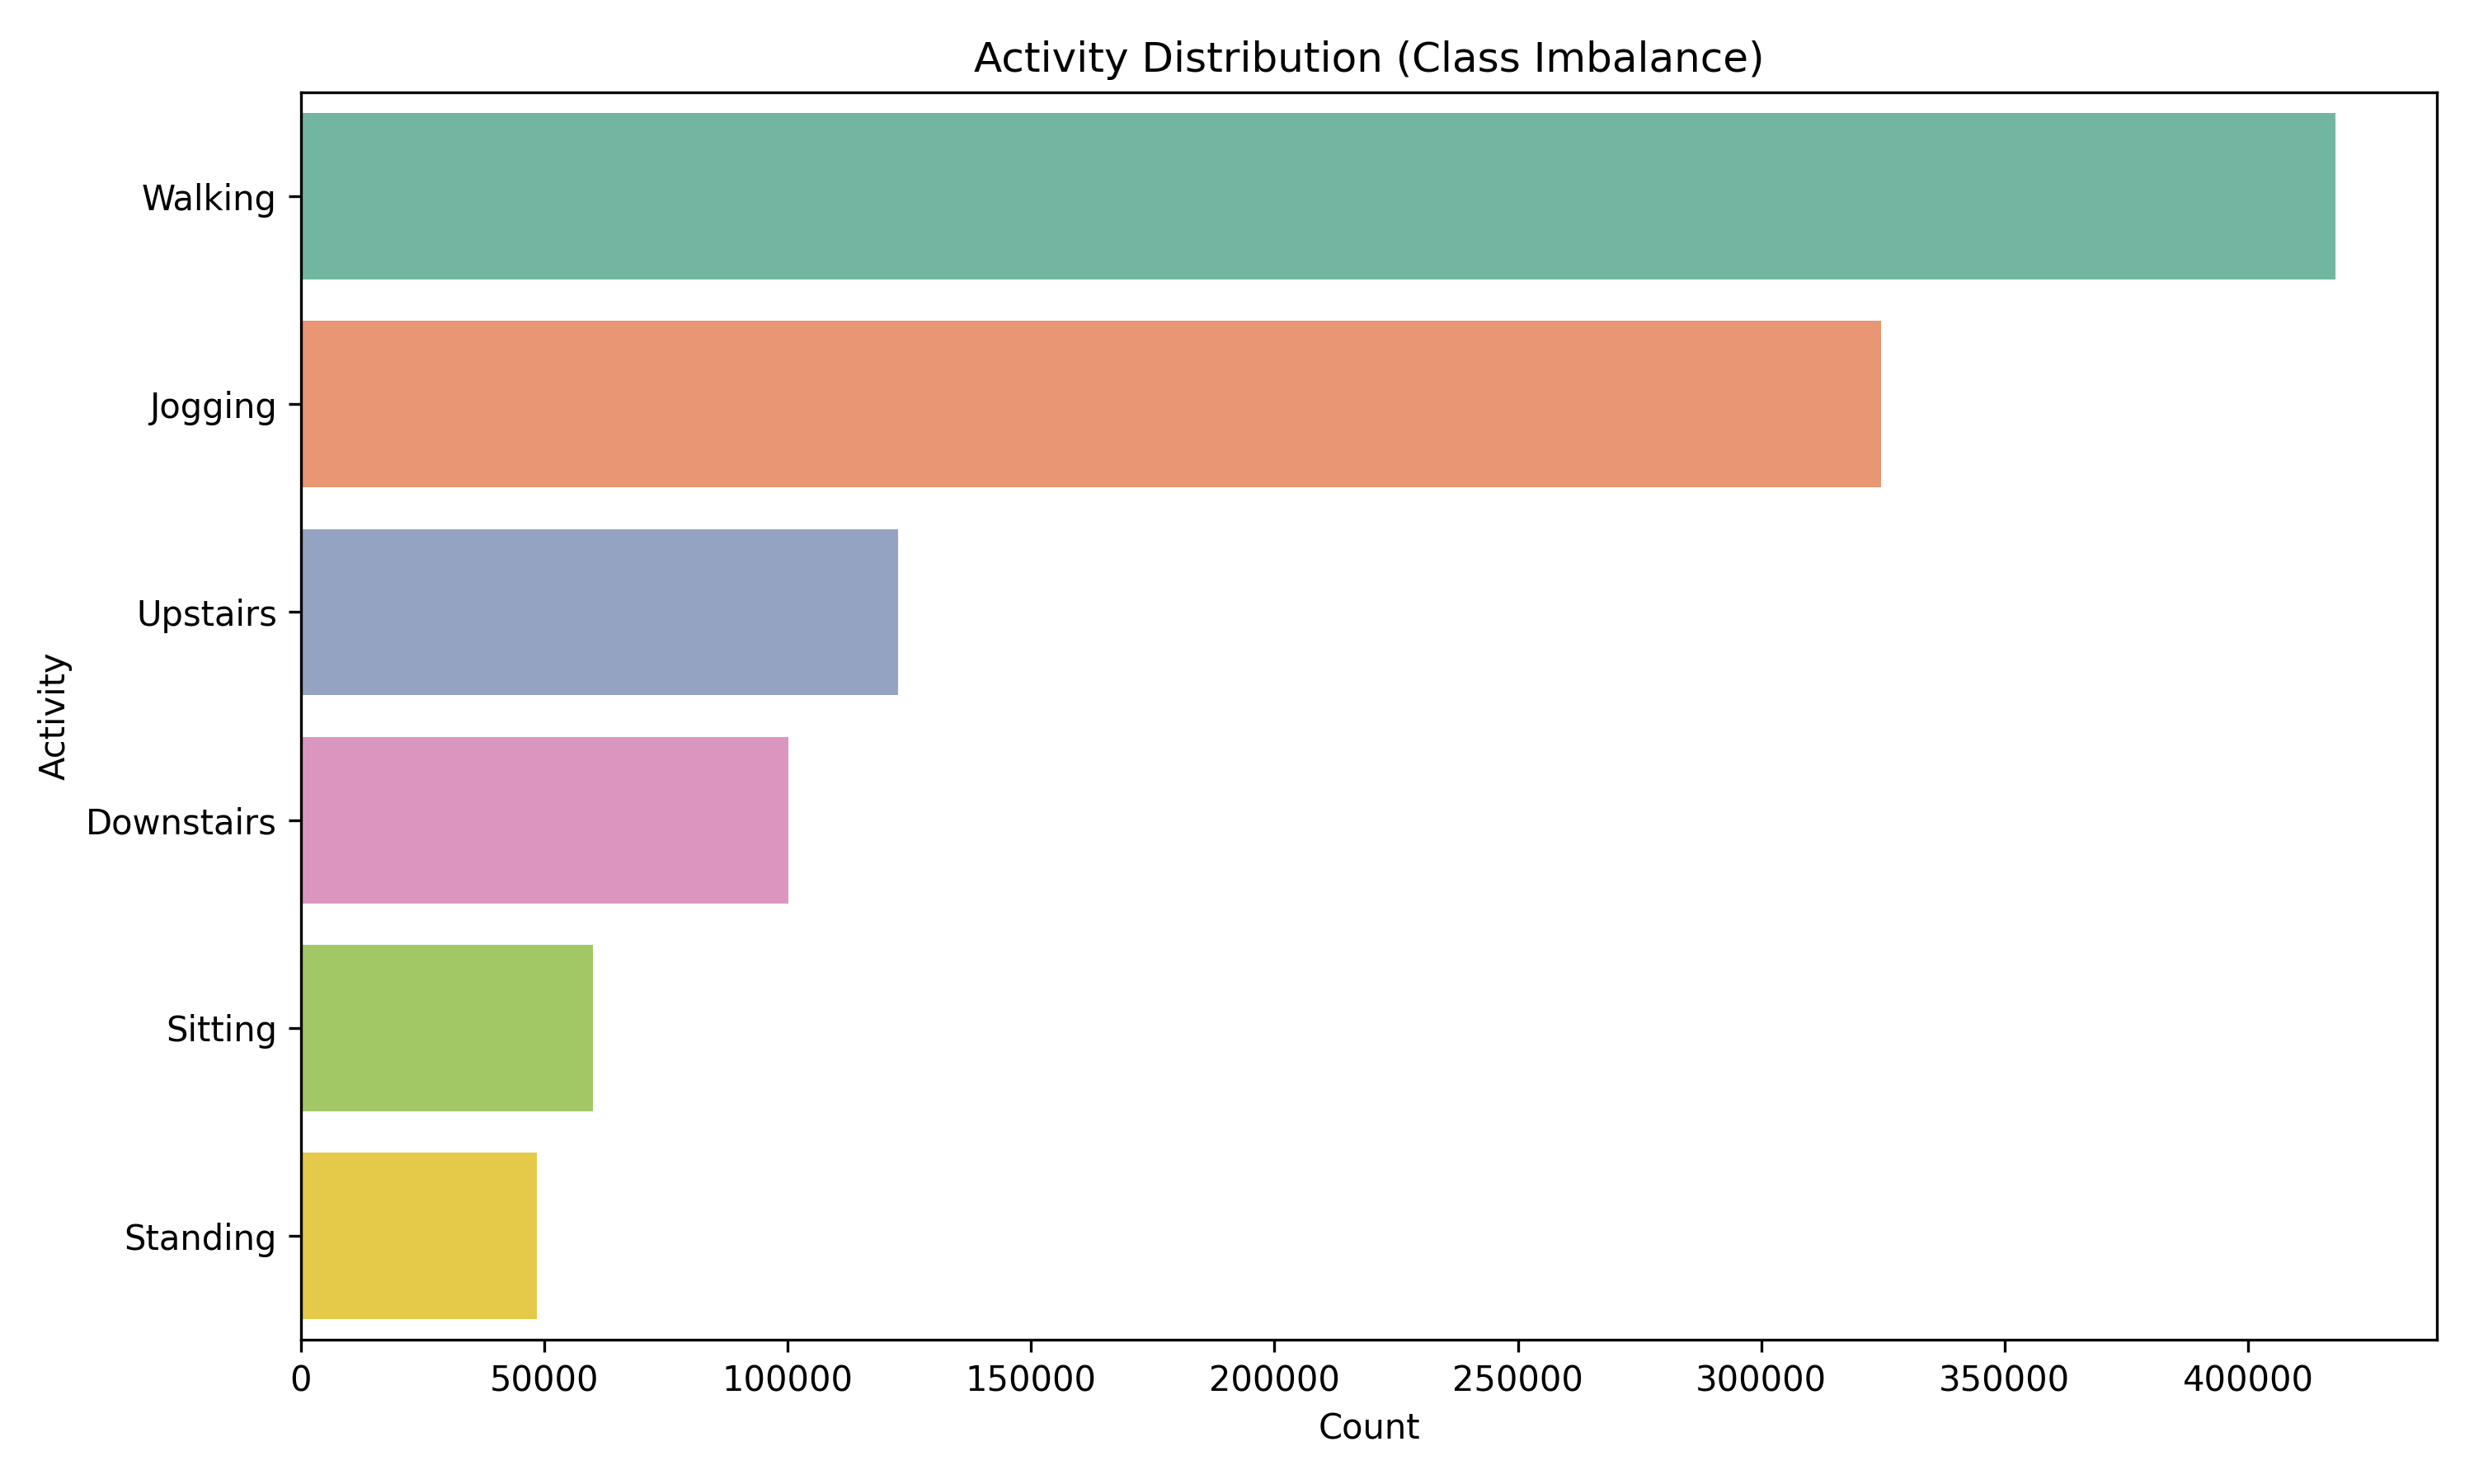 Activity Distribution (Class Imbalance)
Walking
Jogging
Upstairs
Downstairs
Sitting
Standing
Activity
0 50000 100000 150000 200000 250000 300000 350000 400000
Count